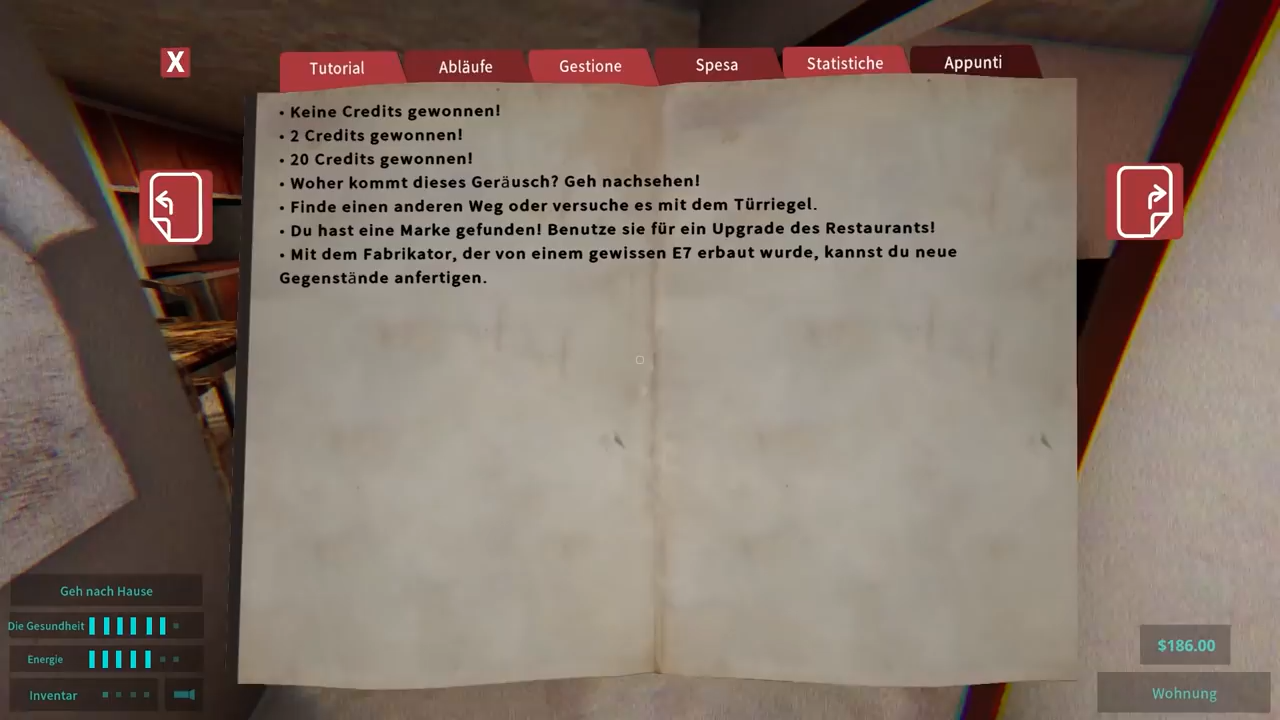 X
Tutorial
Abläufe
Gestione
Spesa
Statistiche
Appunti
• Keine Credits gewonnen!
• 2 Credits gewonnen!
• 20 Credits gewonnen!
• Woher kommt dieses Geräusch? Geh nachsehen!
• Finde einen anderen Weg oder versuche es mit dem Türriegel.
• Du hast eine Marke gefunden! Benutze sie für ein Upgrade des Restaurants!
• Mit dem Fabrikator, der von einem gewissen E7 erbaut wurde, kannst du neue
Gegenstände anfertigen.
Geh nach Hause
Die Gesundheit
Energie
Inventar
$186.00
Wohnung